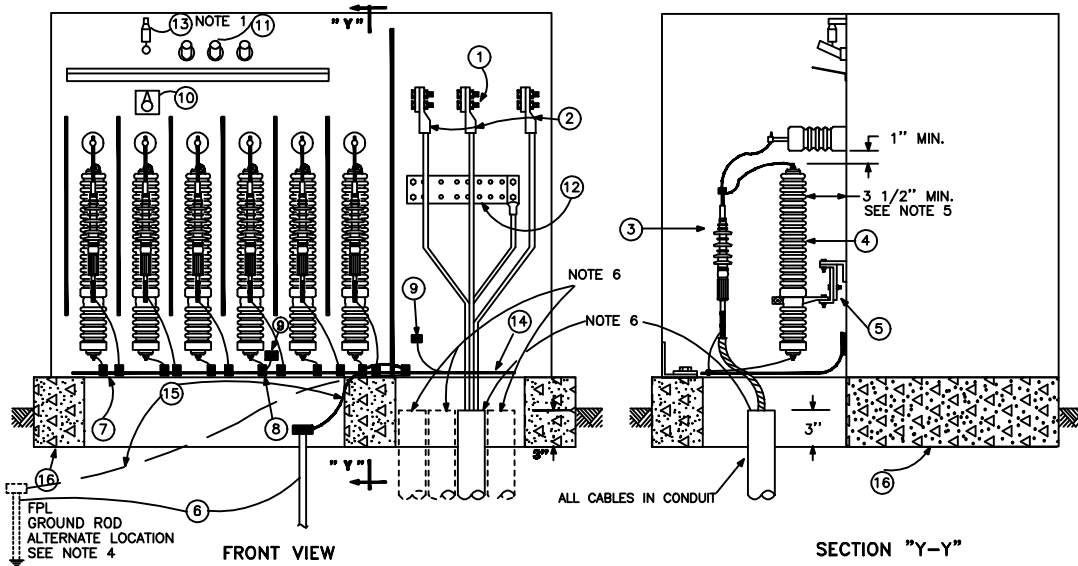 "Y"
13
NOTE 1
11
1
10
2
12
1" MIN.
3 1/2" MIN.
SEE NOTE 5
3
4
NOTE 6
9
9
14
NOTE 6
5
15
7
8
3"
16
"Y"
5"
16
ALL CABLES IN CONDUIT
6
FPL
GROUND ROD
ALTERNATE LOCATION
SEE NOTE 4
FRONT VIEW
SECTION "Y-Y"